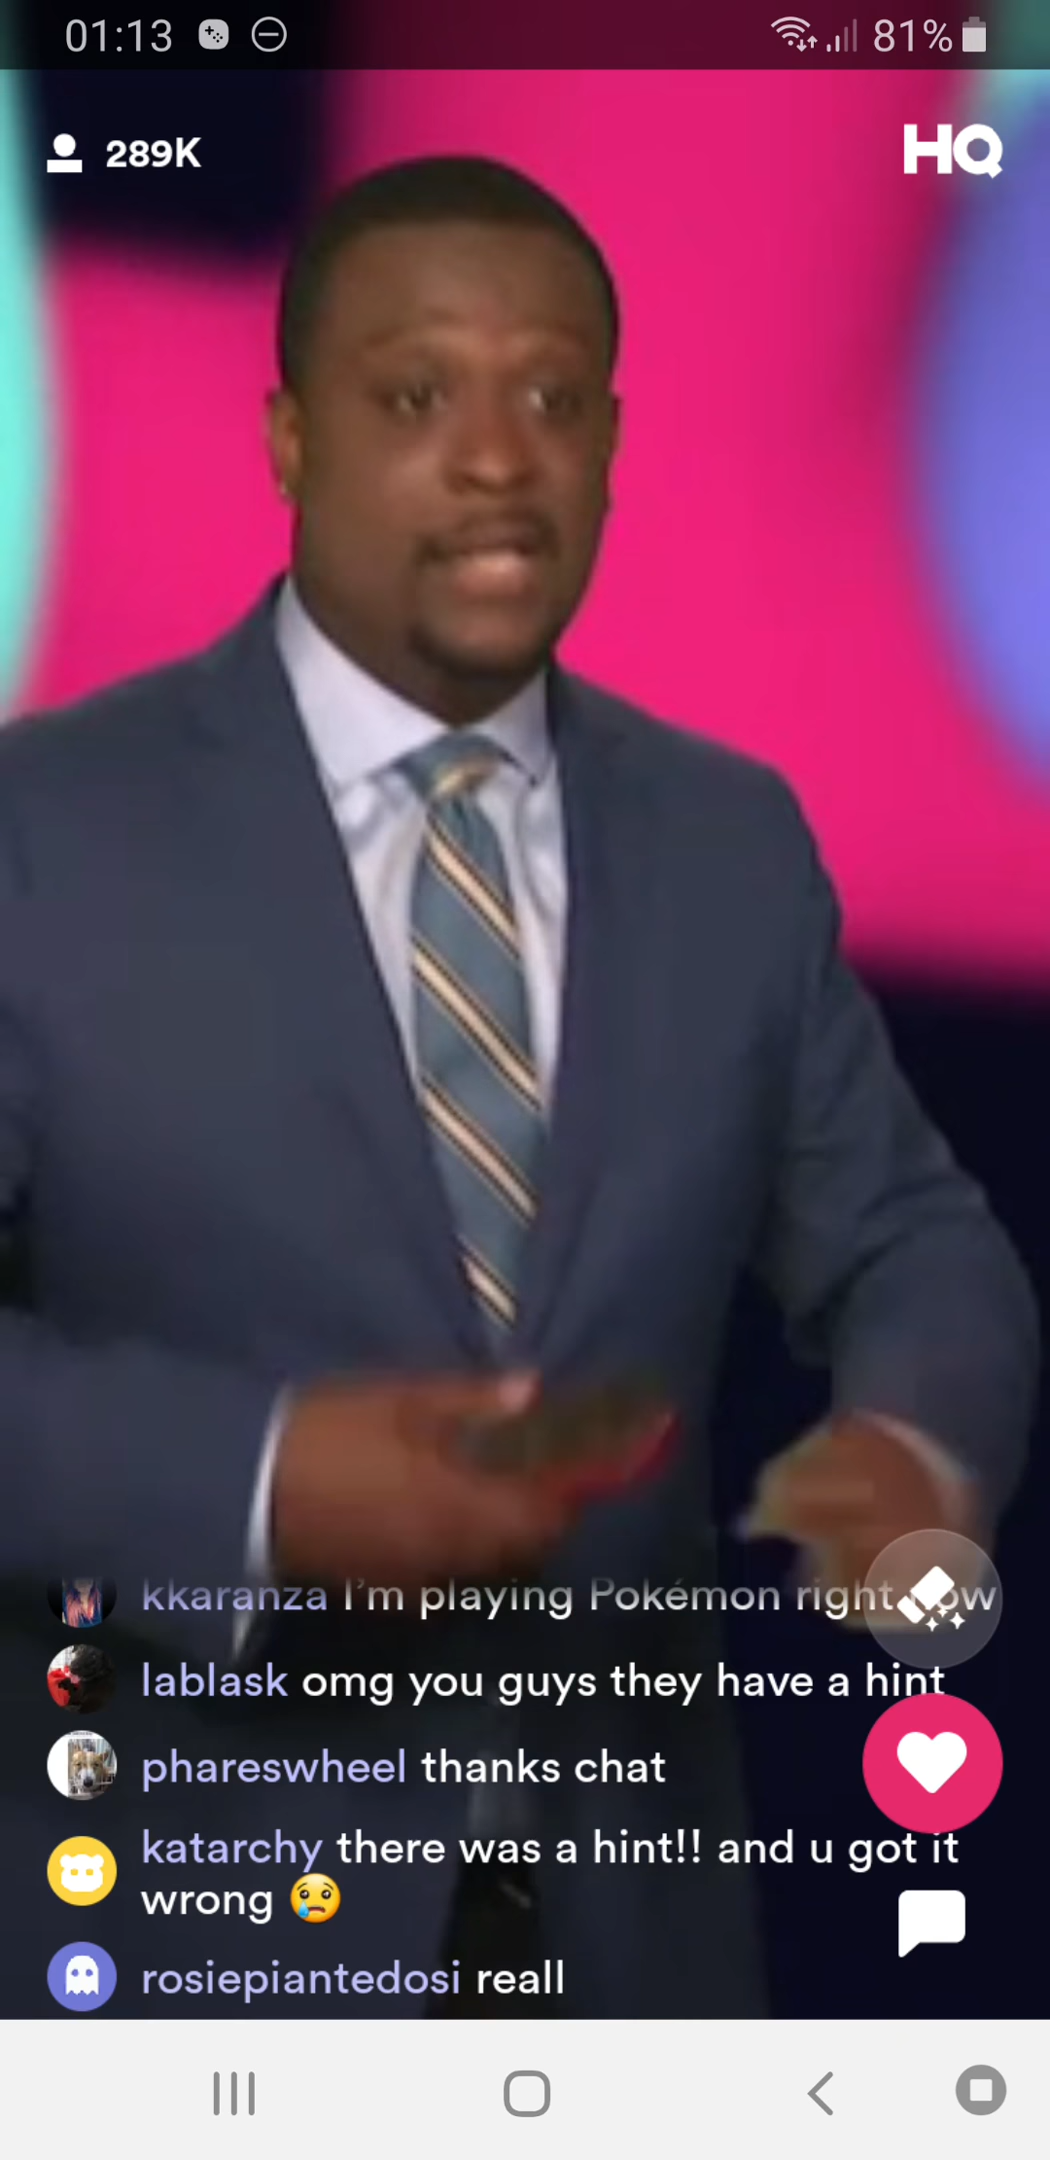 01:13
81%
289K
HQ
kkaranza I'm playing Pokémon right now
lablask omg you guys they have a hint
phareswheel thanks chat
katarchy there was a hint!! and u got it
wrong 😢
rosiepiantedosi reall